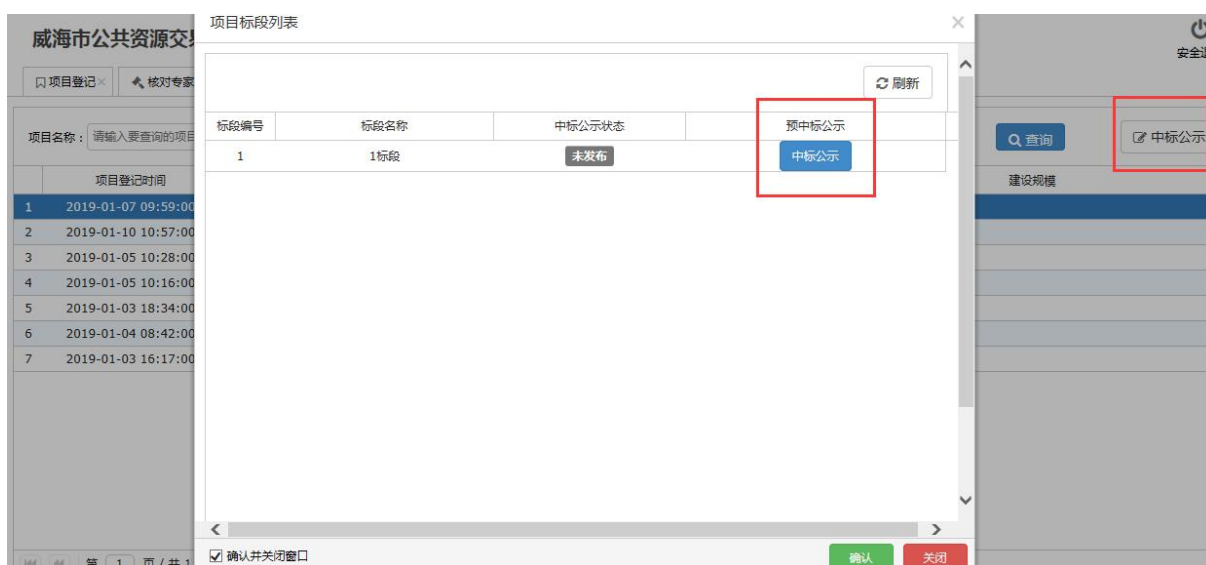 威海市公共资源交易
安全退
项目登记
核对专家
项目名称：
请输入要查询的项目
查询
中标公示
项目登记时间
建设规模
1 2019-01-07 09:59:00
2 2019-01-10 10:57:00
3 2019-01-05 10:28:00
4 2019-01-05 10:16:00
5 2019-01-03 18:34:00
6 2019-01-04 08:42:00
7 2019-01-03 16:17:00
第 1 页 / 共 1
项目标段列表
刷新
标段编号 标段名称 中标公示状态 预中标公示
1 1标段 未发布 中标公示
确认并关闭窗口
确认 关闭